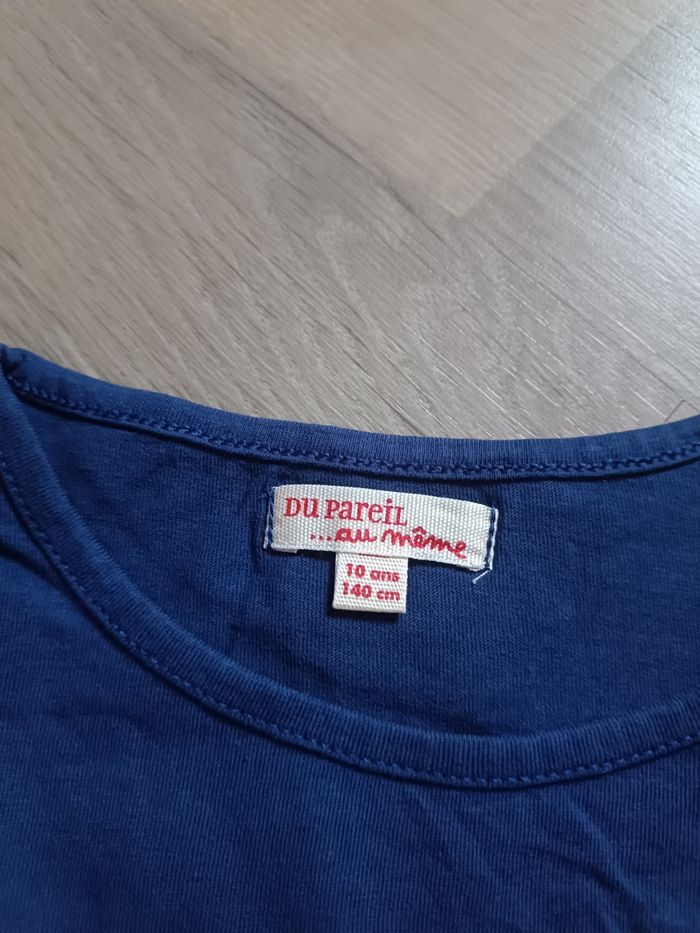 DU PAREIL
...au même
10 ans
140 cm